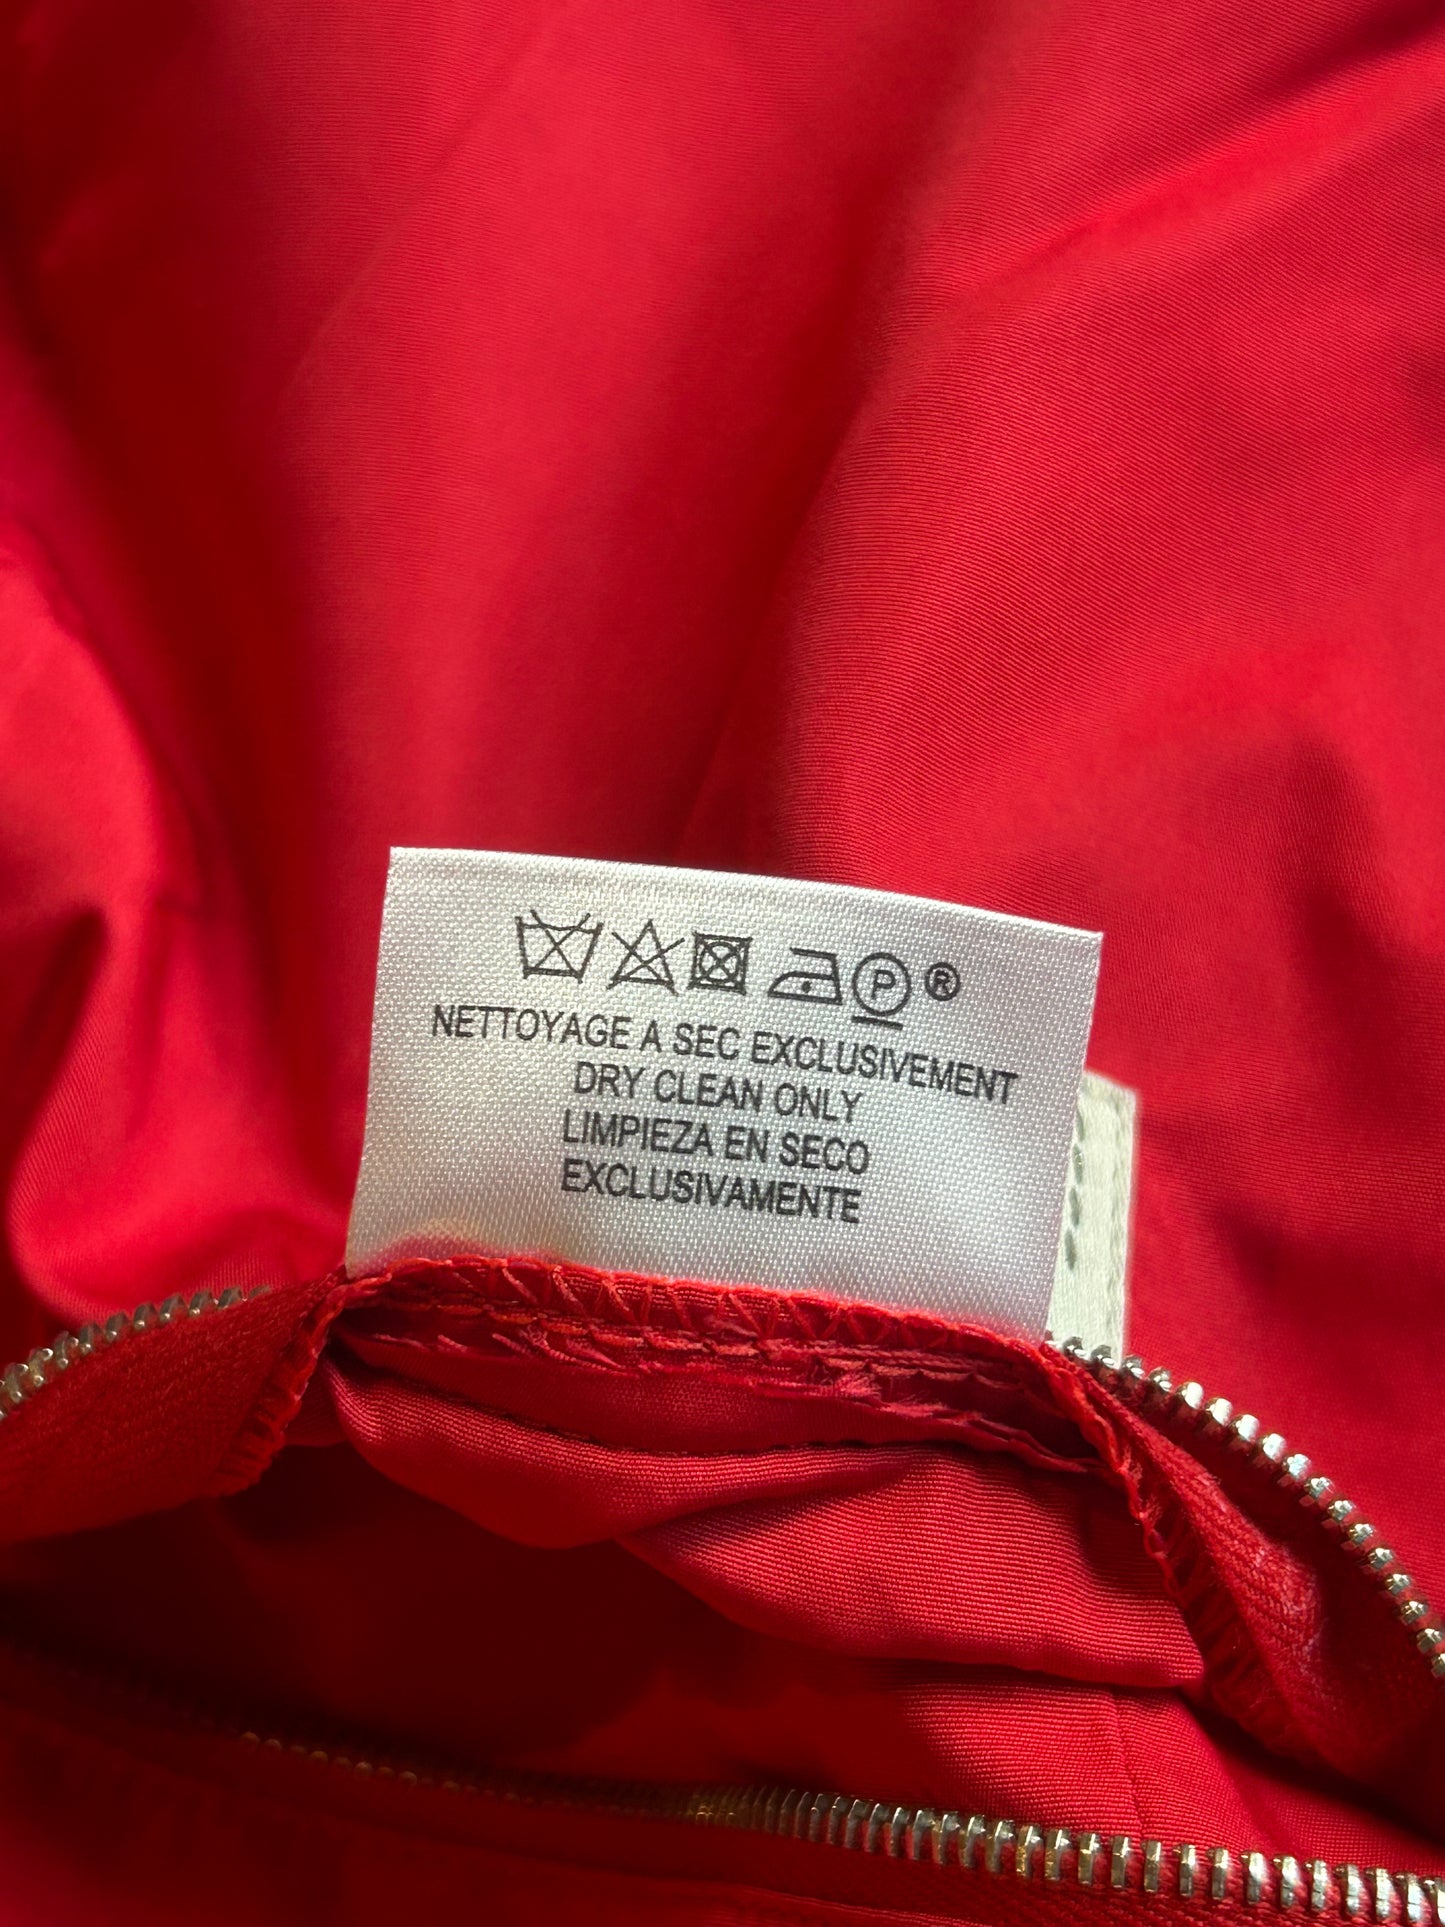 P ®
NETTOYAGE A SEC EXCLUSIVEMENT
DRY CLEAN ONLY
LIMPIEZA EN SECO
EXCLUSIVAMENTE